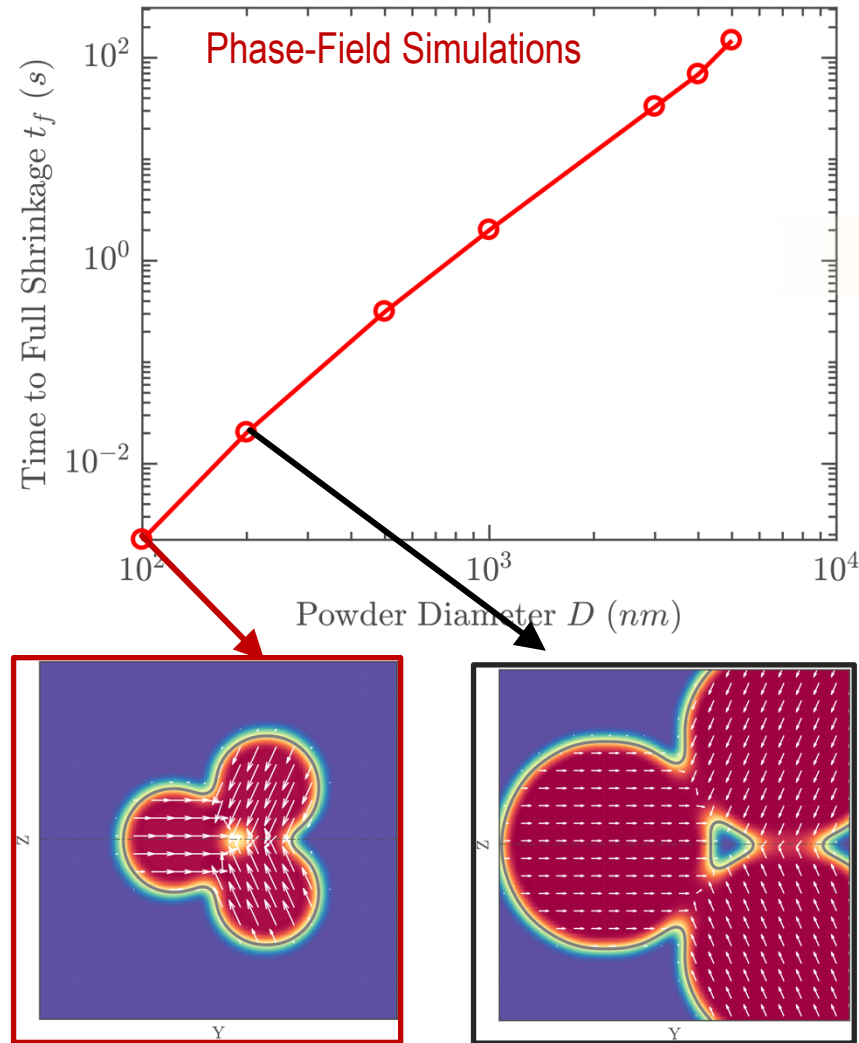 Phase-Field Simulations
Time to Full Shrinkage t_f (s)
10^2
10^0
10^-2
10^2
10^3
10^4
Powder Diameter D (nm)
Z
Y
Z
Y